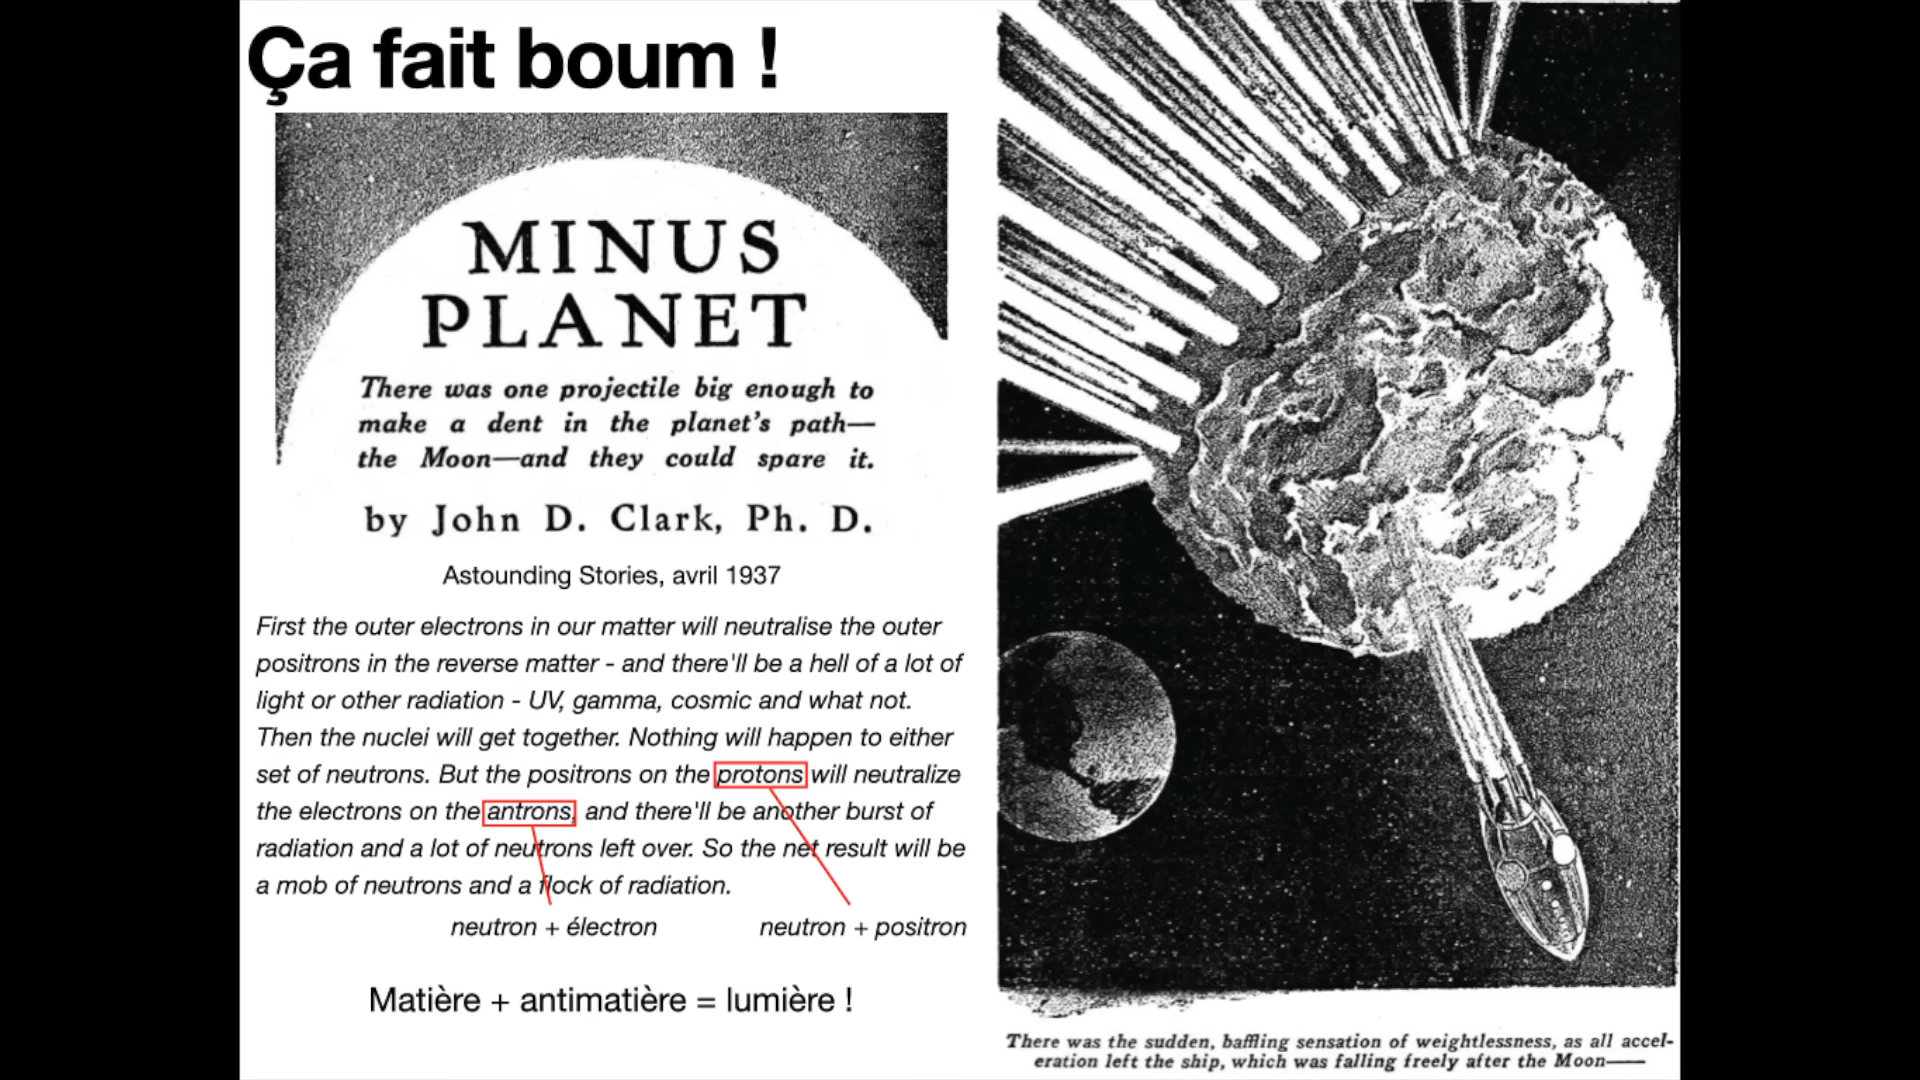 Ça fait boum !
MINUS
PLANET
There was one projectile big enough to
make a dent in the planet's path—
the Moon—and they could spare it.
by John D. Clark, Ph. D.
Astounding Stories, avril 1937
First the outer electrons in our matter will neutralise the outer
positrons in the reverse matter - and there'll be a hell of a lot of
light or other radiation - UV, gamma, cosmic and what not.
Then the nuclei will get together. Nothing will happen to either
set of neutrons. But the positrons on the protons will neutralize
the electrons on the antrons, and there'll be another burst of
radiation and a lot of neutrons left over. So the net result will be
a mob of neutrons and a flock of radiation.
neutron + électron
neutron + positron
Matière + antimatière = lumière !
There was the sudden, baffling sensation of weightlessness, as all accel-
eration left the ship, which was falling freely after the Moon——